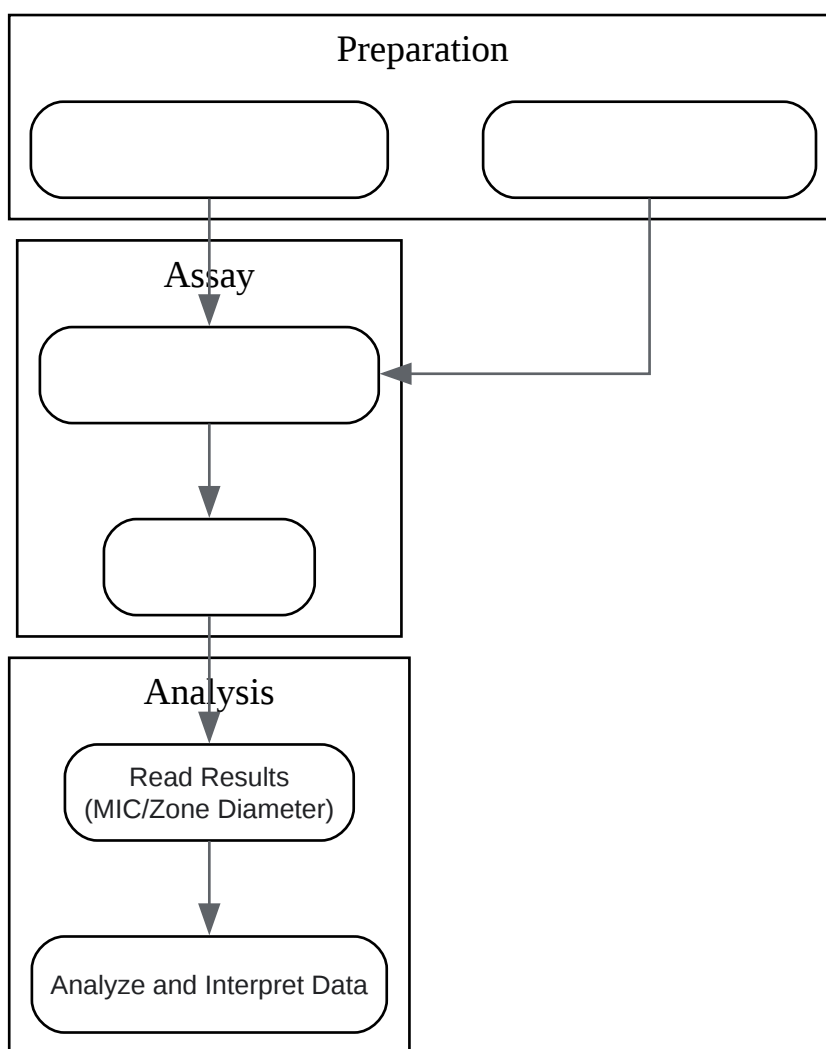 Preparation
Assay
Analysis
Read Results
(MIC/Zone Diameter)
Analyze and Interpret Data